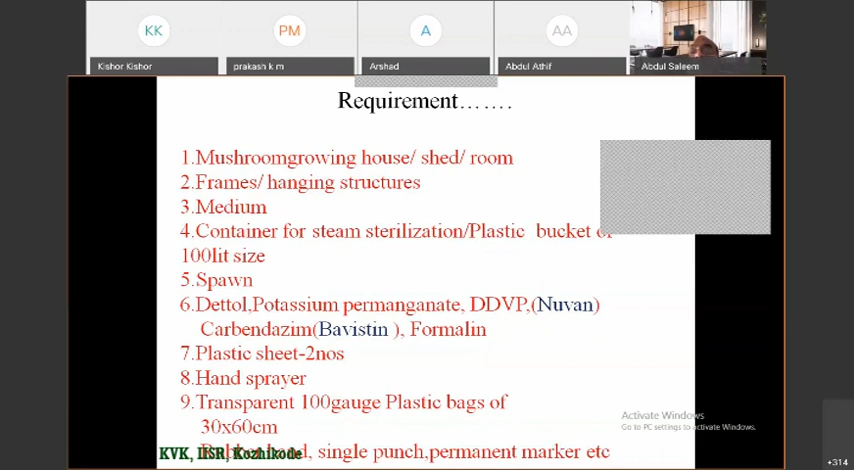 KK
PM
A
AA
Kishor Kishor
prakash k m
Arshad
Abdul Athif
Abdul Saleem
Requirement…….
1.Mushroomgrowing house/ shed/ room
2.Frames/ hanging structures
3.Medium
4.Container for steam sterilization/Plastic bucket of
100lit size
5.Spawn
6.Dettol,Potassium permanganate, DDVP,(Nuvan)
Carbendazim(Bavistin ), Formalin
7.Plastic sheet-2nos
8.Hand sprayer
9.Transparent 100gauge Plastic bags of
30x60cm
Rubber band, single punch,permanent marker etc
KVK, IISR, Kozhikode
Activate Windows
Go to PC settings to activate Windows.
+314